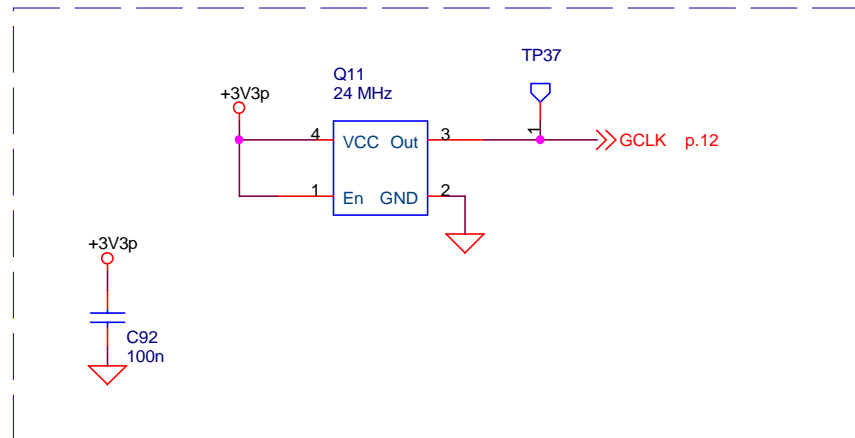 TP37
Q11
24 MHz
+3V3p
4 VCC Out 3
1
GCLK p.12
1 En GND 2
+3V3p
C92
100n